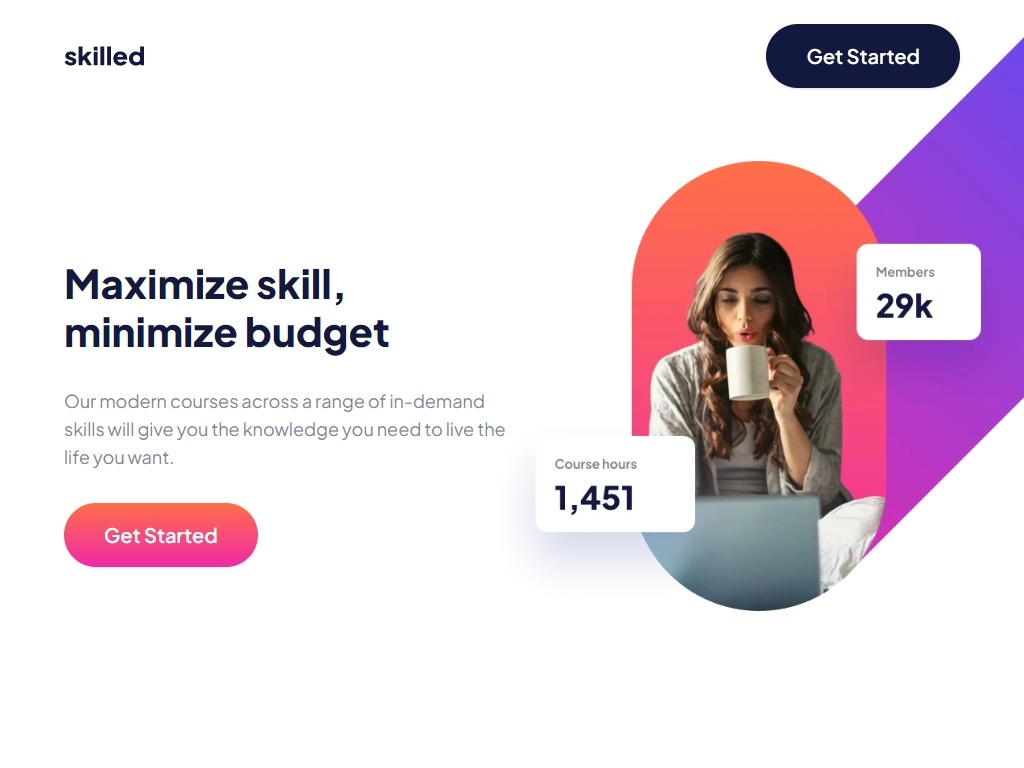 skilled
Get Started
Maximize skill,
minimize budget
Our modern courses across a range of in-demand
skills will give you the knowledge you need to live the
life you want.
Get Started
Members
29k
Course hours
1,451